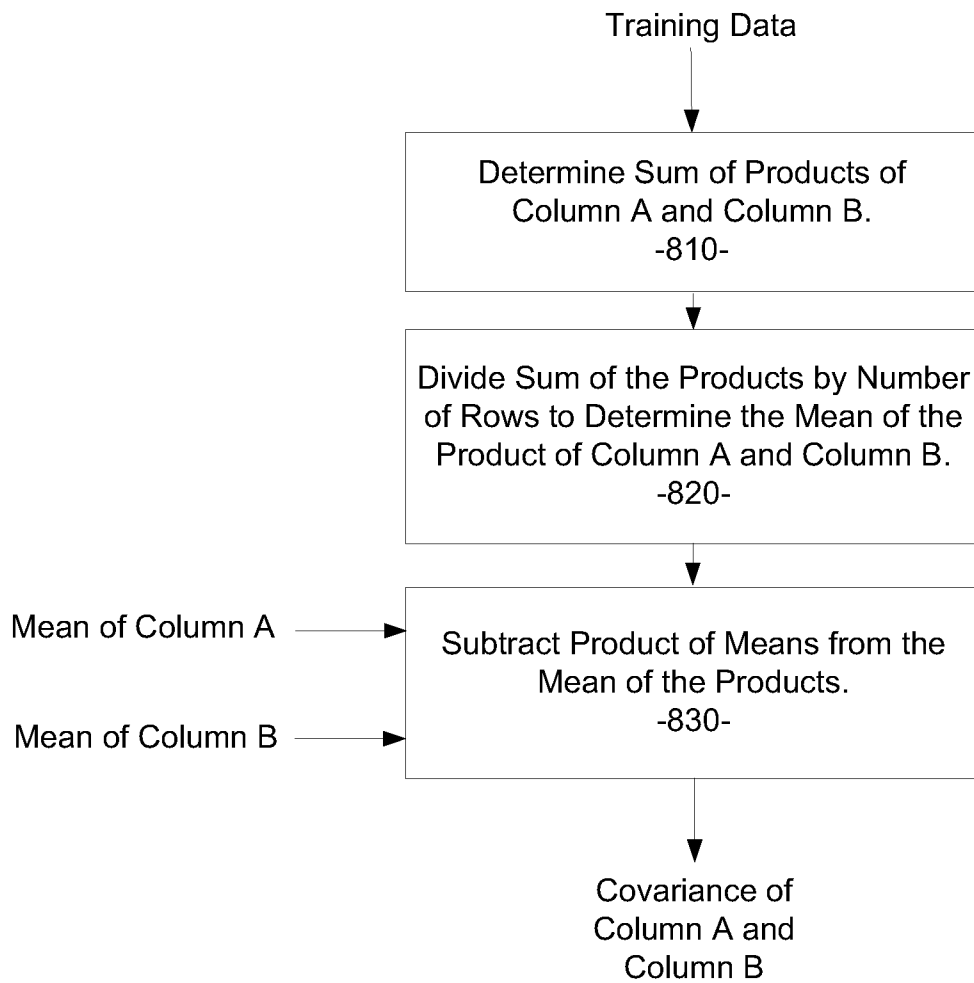 Training Data
Determine Sum of Products of
Column A and Column B.
-810-
Divide Sum of the Products by Number
of Rows to Determine the Mean of the
Product of Column A and Column B.
-820-
Mean of Column A
Subtract Product of Means from the
Mean of the Products.
-830-
Mean of Column B
Covariance of
Column A and
Column B